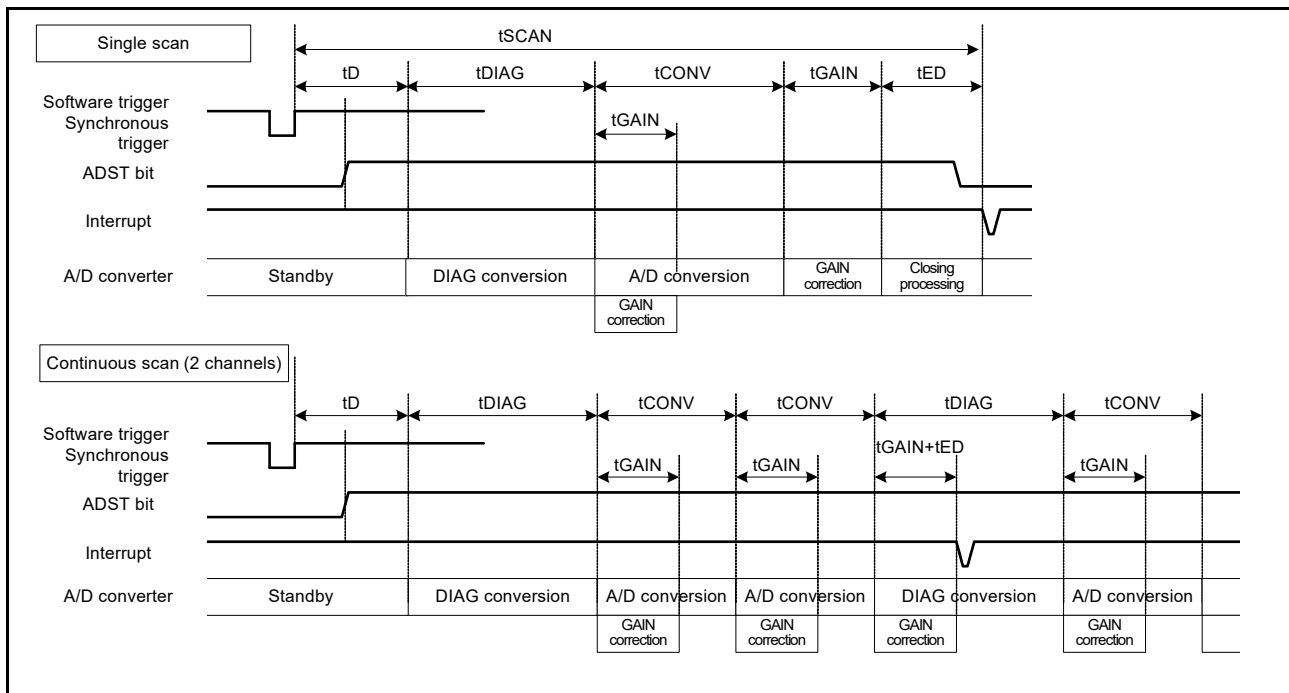 Single scan
tSCAN
tD
tDIAG
tCONV
tGAIN
tED
Software trigger
Synchronous
trigger
tGAIN
ADST bit
Interrupt
A/D converter
Standby
DIAG conversion
A/D conversion
GAIN
correction
Closing
processing
GAIN
correction
Continuous scan (2 channels)
tD
tDIAG
tCONV
tCONV
tDIAG
tCONV
Software trigger
Synchronous
trigger
tGAIN
tGAIN
tGAIN+tED
tGAIN
ADST bit
Interrupt
A/D converter
Standby
DIAG conversion
A/D conversion
A/D conversion
DIAG conversion
A/D conversion
GAIN
correction
GAIN
correction
GAIN
correction
GAIN
correction